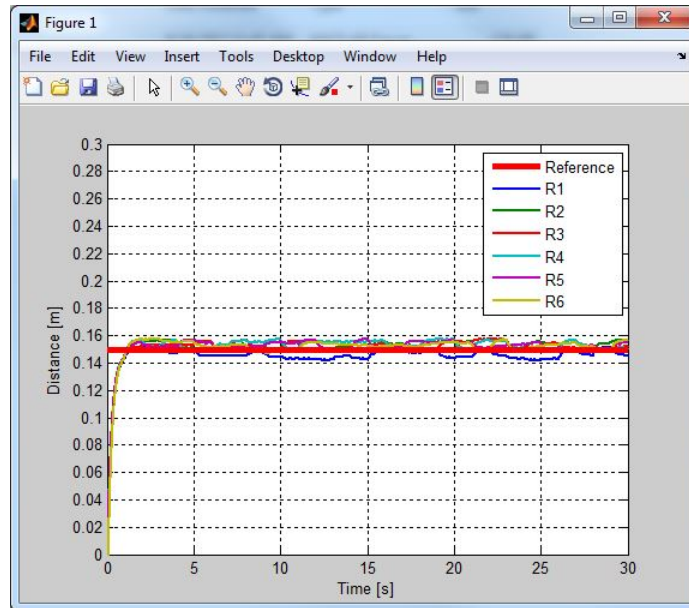 Figure 1
File Edit View Insert Tools Desktop Window Help
0.3
0.28
0.26
0.24
0.22
0.2
0.18
0.16
0.14
0.12
0.1
0.08
0.06
0.04
0.02
0
Distance [m]
Reference
R1
R2
R3
R4
R5
R6
0 5 10 15 20 25 30
Time [s]